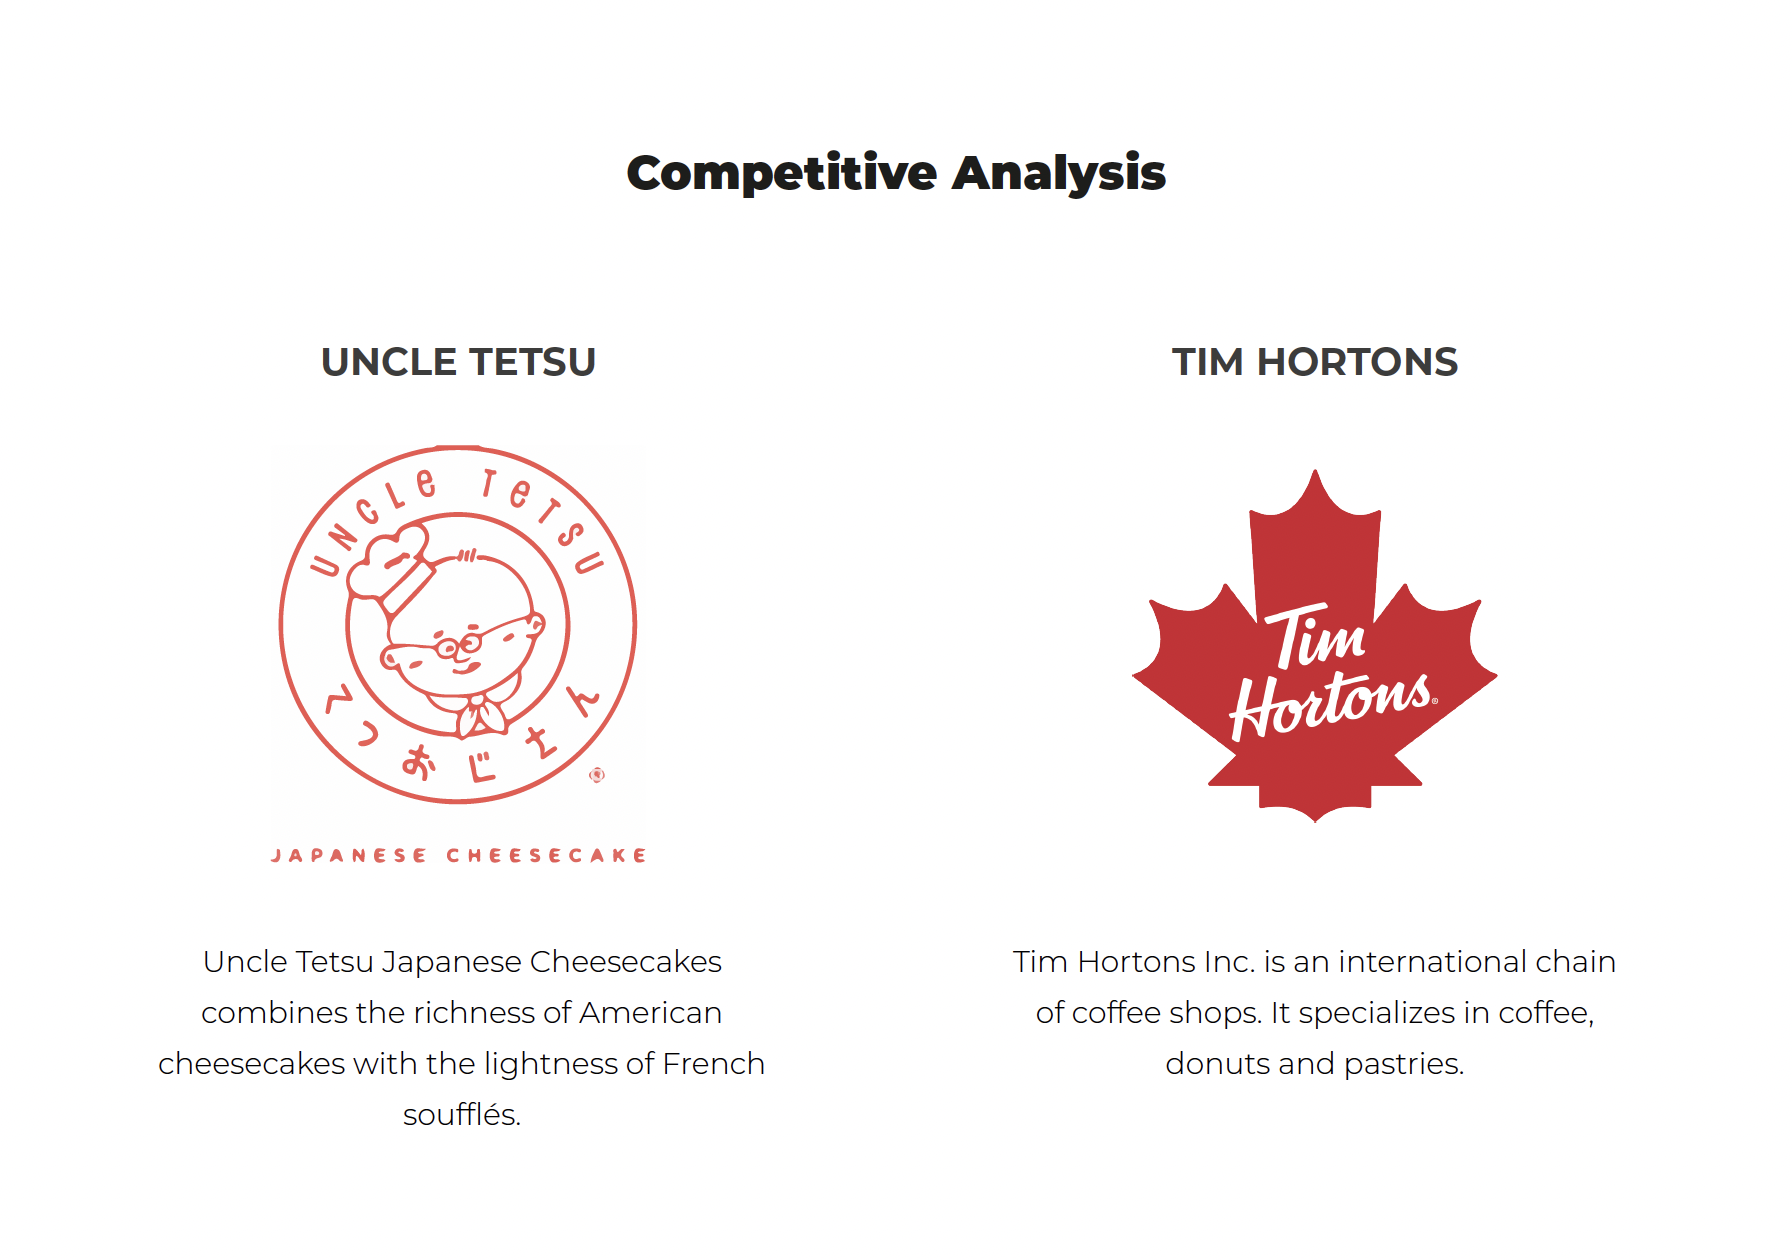 Competitive Analysis
UNCLE TETSU
TIM HORTONS
UNCLe TeTSU
てつおじさん
®
JAPANESE CHEESECAKE
Tim
Hortons®
Uncle Tetsu Japanese Cheesecakes
combines the richness of American
cheesecakes with the lightness of French
soufflés.
Tim Hortons Inc. is an international chain
of coffee shops. It specializes in coffee,
donuts and pastries.